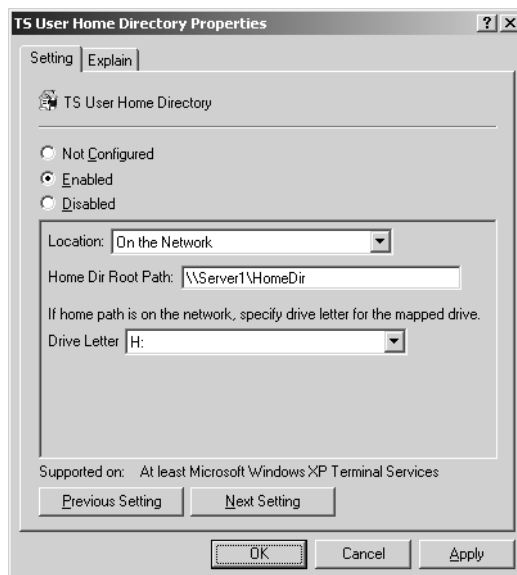 TS User Home Directory Properties
Setting
Explain
TS User Home Directory
Not Configured
Enabled
Disabled
Location: On the Network
Home Dir Root Path: \\Server1\HomeDir
If home path is on the network, specify drive letter for the mapped drive.
Drive Letter H:
Supported on: At least Microsoft Windows XP Terminal Services
Previous Setting
Next Setting
OK
Cancel
Apply